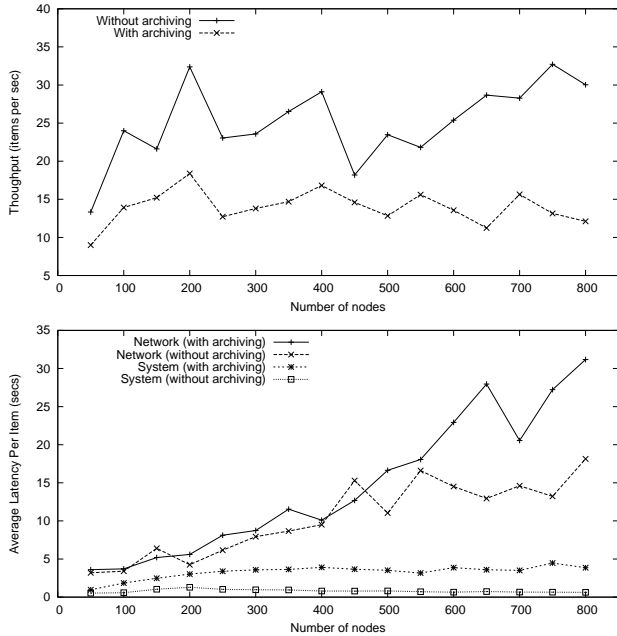 40
35
30
25
20
15
10
5
Thoughput (items per sec)
Without archiving
With archiving
0 100 200 300 400 500 600 700 800
Number of nodes
35
30
25
20
15
10
5
0
Average Latency Per Item (secs)
Network (with archiving)
Network (without archiving)
System (with archiving)
System (without archiving)
0 100 200 300 400 500 600 700 800
Number of nodes